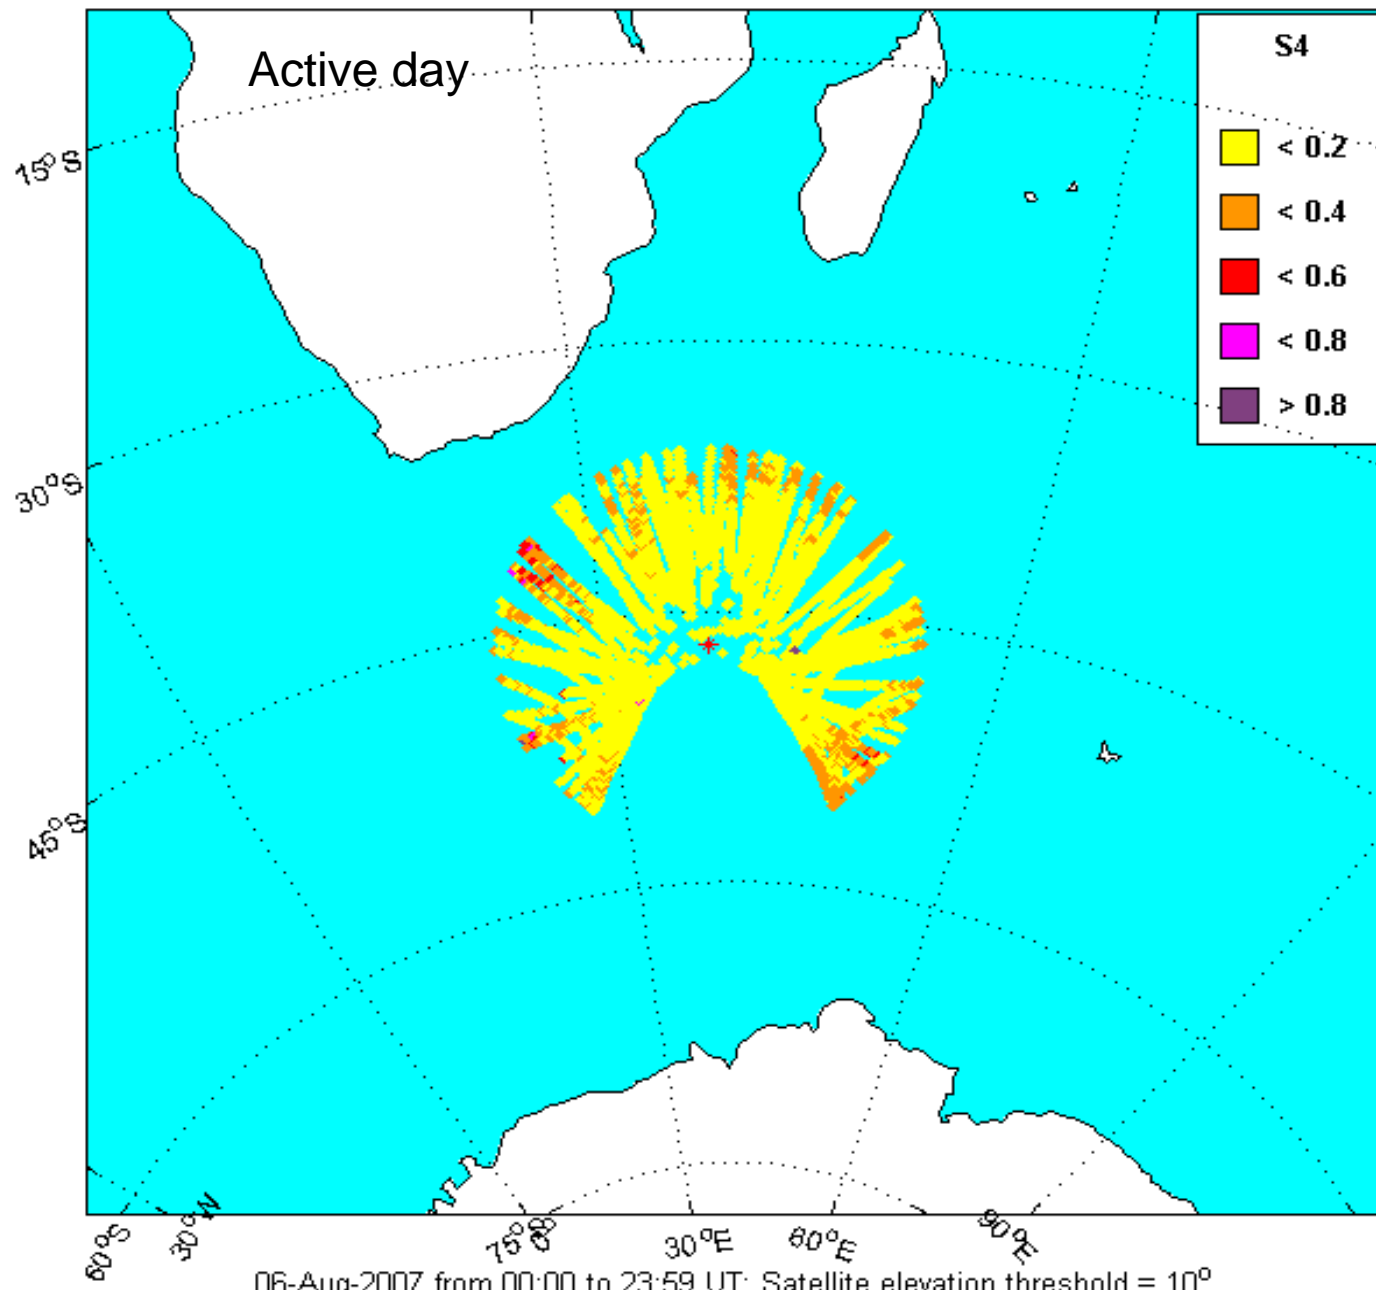 Active day
S4
< 0.2
< 0.4
< 0.6
< 0.8
> 0.8
15°S
30°S
45°S
60°S
30°W
75°S
0°
30°E
60°E
90°E
06-Aug-2007 from 00:00 to 23:59 UT; Satellite elevation threshold = 10°